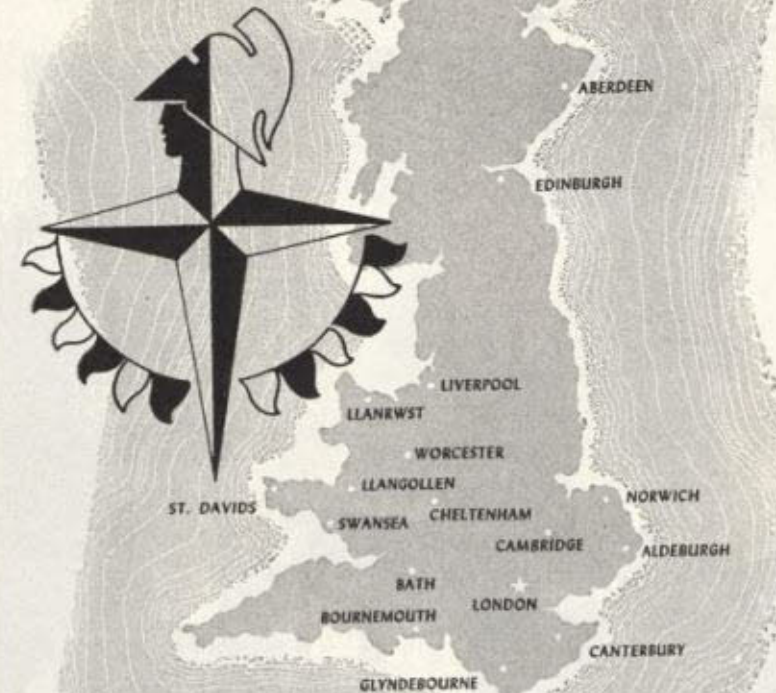 ABERDEEN
EDINBURGH
LIVERPOOL
LLANRWST
WORCESTER
LLANGOLLEN
NORWICH
ST. DAVIDS
CHELTENHAM
SWANSEA
CAMBRIDGE
ALDEBURGH
BATH
LONDON
BOURNEMOUTH
CANTERBURY
GLYNDEBOURNE